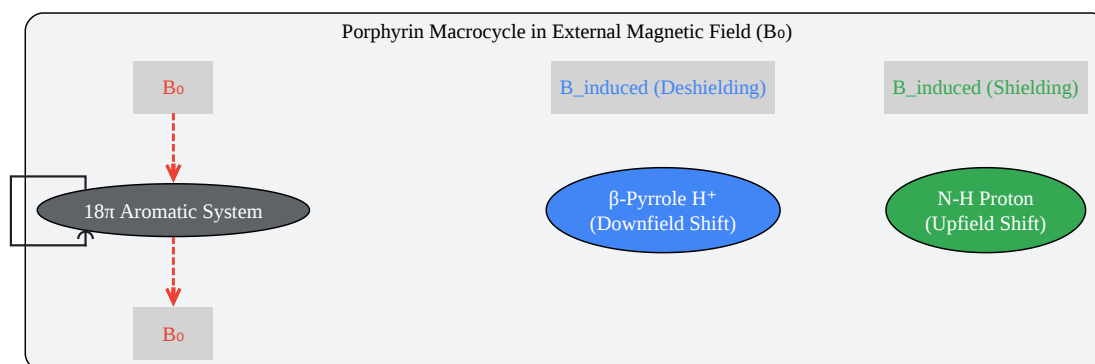 Porphyrin Macrocycle in External Magnetic Field (B₀)
B₀
B_induced (Deshielding)
B_induced (Shielding)
18π Aromatic System
β-Pyrrole H⁺
(Downfield Shift)
N-H Proton
(Upfield Shift)
B₀